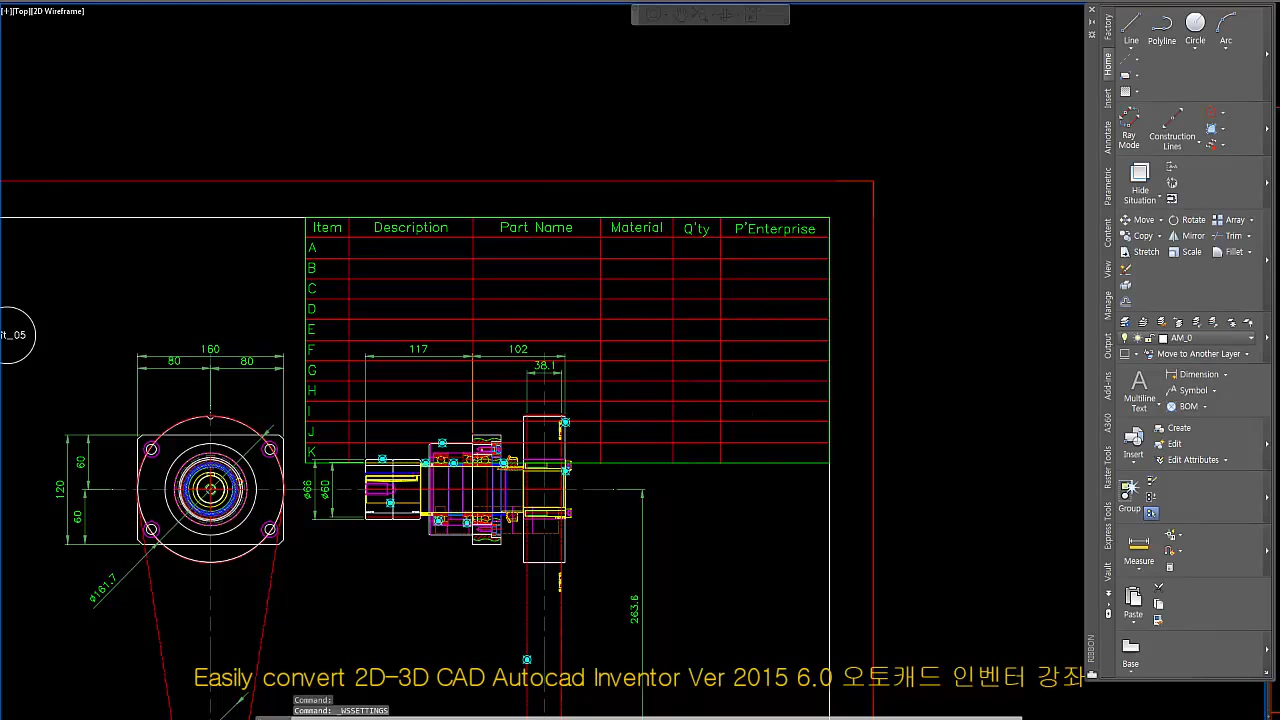 [-][Top][2D Wireframe]
Line
Polyline
Circle
Arc
Ray Mode
Construction Lines
Hide Situation
Move
Rotate
Array
Copy
Mirror
Trim
Stretch
Scale
Fillet
AM_0
Move to Another Layer
Multiline Text
Dimension
Symbol
BOM
Insert
Create
Edit
Edit Attributes
Group
Measure
Paste
Base
Factory
Home
Insert
Annotate
Parametric
Content
View
Manage
Output
Add-ins
A360
Raster Tools
Express Tools
Vault
RIBBON
Item Description Part Name Material Q'ty P'Enterprise
A
B
C
D
E
F
G
H
I
J
K
it_05
160
80 80
117 102
38.1
60
120
60
ø66
ø60
ø161.7
263.6
Easily convert 2D-3D CAD Autocad Inventor Ver 2015 6.0 오토캐드 인벤터 강좌
Command:
Command: _WSSETTINGS